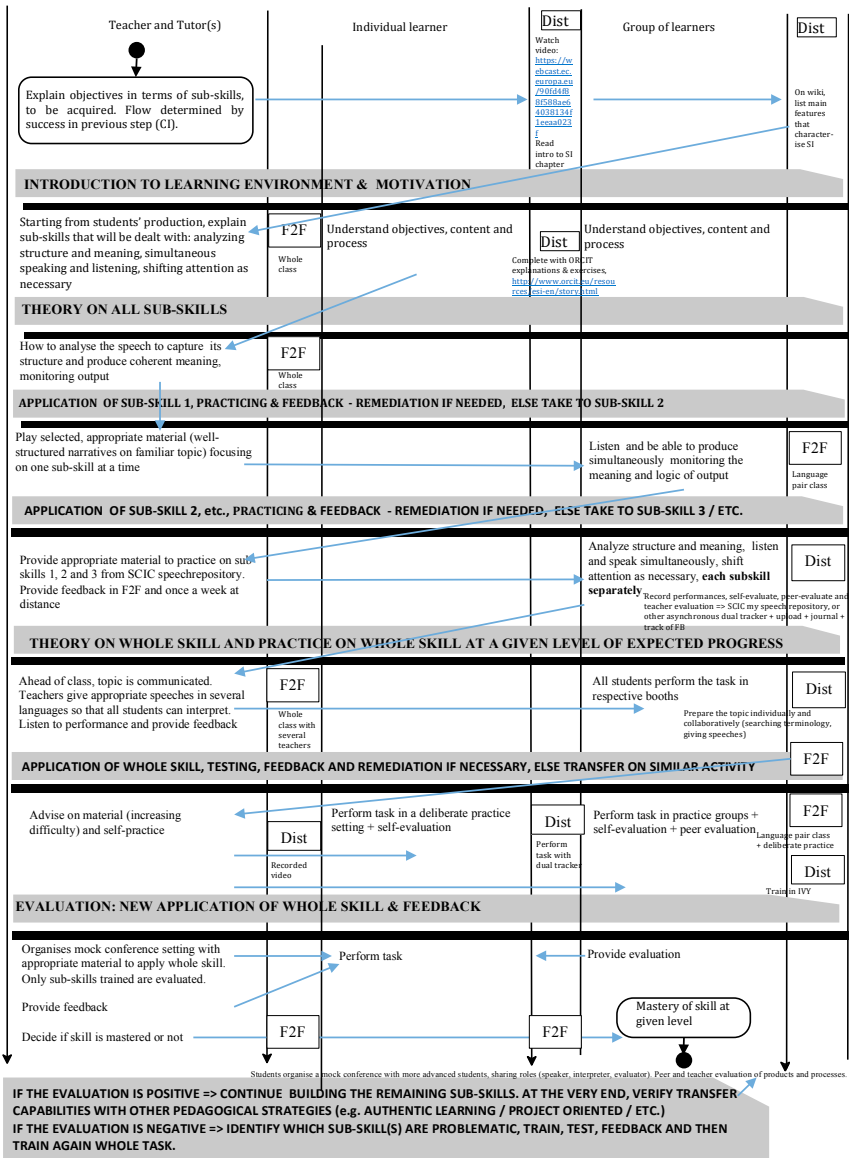 Teacher and Tutor(s)
Individual learner
Dist
Group of learners
Dist
Explain objectives in terms of sub-skills,
to be acquired. Flow determined by
success in previous step (CI).
Watch
video:
https://w
ebcast.ec.
europa.eu
/90fd4f8
8f588ae6
4038134f
1eeaa023
f
Read
intro to SI
chapter
On wiki,
list main
features
that
character-
ise SI
INTRODUCTION TO LEARNING ENVIRONMENT & MOTIVATION
Starting from students' production, explain
sub-skills that will be dealt with: analyzing
structure and meaning, simultaneous
speaking and listening, shifting attention as
necessary
F2F
Whole
class
Understand objectives, content and
process
Dist
Complete with ORCIT
explanations & exercises,
http://www.orcit.eu/resou
rces/esi-en/story.html
Understand objectives, content and
process
THEORY ON ALL SUB-SKILLS
How to analyse the speech to capture its
structure and produce coherent meaning,
monitoring output
F2F
Whole
class
APPLICATION OF SUB-SKILL 1, PRACTICING & FEEDBACK - REMEDIATION IF NEEDED, ELSE TAKE TO SUB-SKILL 2
Play selected, appropriate material (well-
structured narratives on familiar topic) focusing
on one sub-skill at a time
Listen and be able to produce
simultaneously monitoring the
meaning and logic of output
F2F
Language
pair class
APPLICATION OF SUB-SKILL 2, etc., PRACTICING & FEEDBACK - REMEDIATION IF NEEDED, ELSE TAKE TO SUB-SKILL 3 / ETC.
Provide appropriate material to practice on sub
skills 1, 2 and 3 from SCIC speechrepository.
Provide feedback in F2F and once a week at
distance
Analyze structure and meaning, listen
and speak simultaneously, shift
attention as necessary, each subskill
separately
Dist
Record performances, self-evaluate, peer-evaluate and
teacher evaluation => SCIC my speech repository, or
other asynchronous dual tracker + upload + journal +
track of FB
THEORY ON WHOLE SKILL AND PRACTICE ON WHOLE SKILL AT A GIVEN LEVEL OF EXPECTED PROGRESS
Ahead of class, topic is communicated.
Teachers give appropriate speeches in several
languages so that all students can interpret.
Listen to performance and provide feedback
F2F
Whole
class with
several
teachers
All students perform the task in
respective booths
Dist
Prepare the topic individually and
collaboratively (searching terminology,
giving speeches)
F2F
APPLICATION OF WHOLE SKILL, TESTING, FEEDBACK AND REMEDIATION IF NECESSARY, ELSE TRANSFER ON SIMILAR ACTIVITY
Advise on material (increasing
difficulty) and self-practice
Dist
Recorded
video
Perform task in a deliberate practice
setting + self-evaluation
Dist
Perform
task with
dual tracker
Perform task in practice groups +
self-evaluation + peer evaluation
F2F
Language pair class
+ deliberate practice
Dist
Train in IVY
EVALUATION: NEW APPLICATION OF WHOLE SKILL & FEEDBACK
Organises mock conference setting with
appropriate material to apply whole skill.
Only sub-skills trained are evaluated.
Perform task
Provide evaluation
Provide feedback
Decide if skill is mastered or not
F2F
F2F
Mastery of skill at
given level
Students organise a mock conference with more advanced students, sharing roles (speaker, interpreter, evaluator). Peer and teacher evaluation of products and processes.
IF THE EVALUATION IS POSITIVE => CONTINUE BUILDING THE REMAINING SUB-SKILLS. AT THE VERY END, VERIFY TRANSFER
CAPABILITIES WITH OTHER PEDAGOGICAL STRATEGIES (e.g. AUTHENTIC LEARNING / PROJECT ORIENTED / ETC.)
IF THE EVALUATION IS NEGATIVE => IDENTIFY WHICH SUB-SKILL(S) ARE PROBLEMATIC, TRAIN, TEST, FEEDBACK AND THEN
TRAIN AGAIN WHOLE TASK.